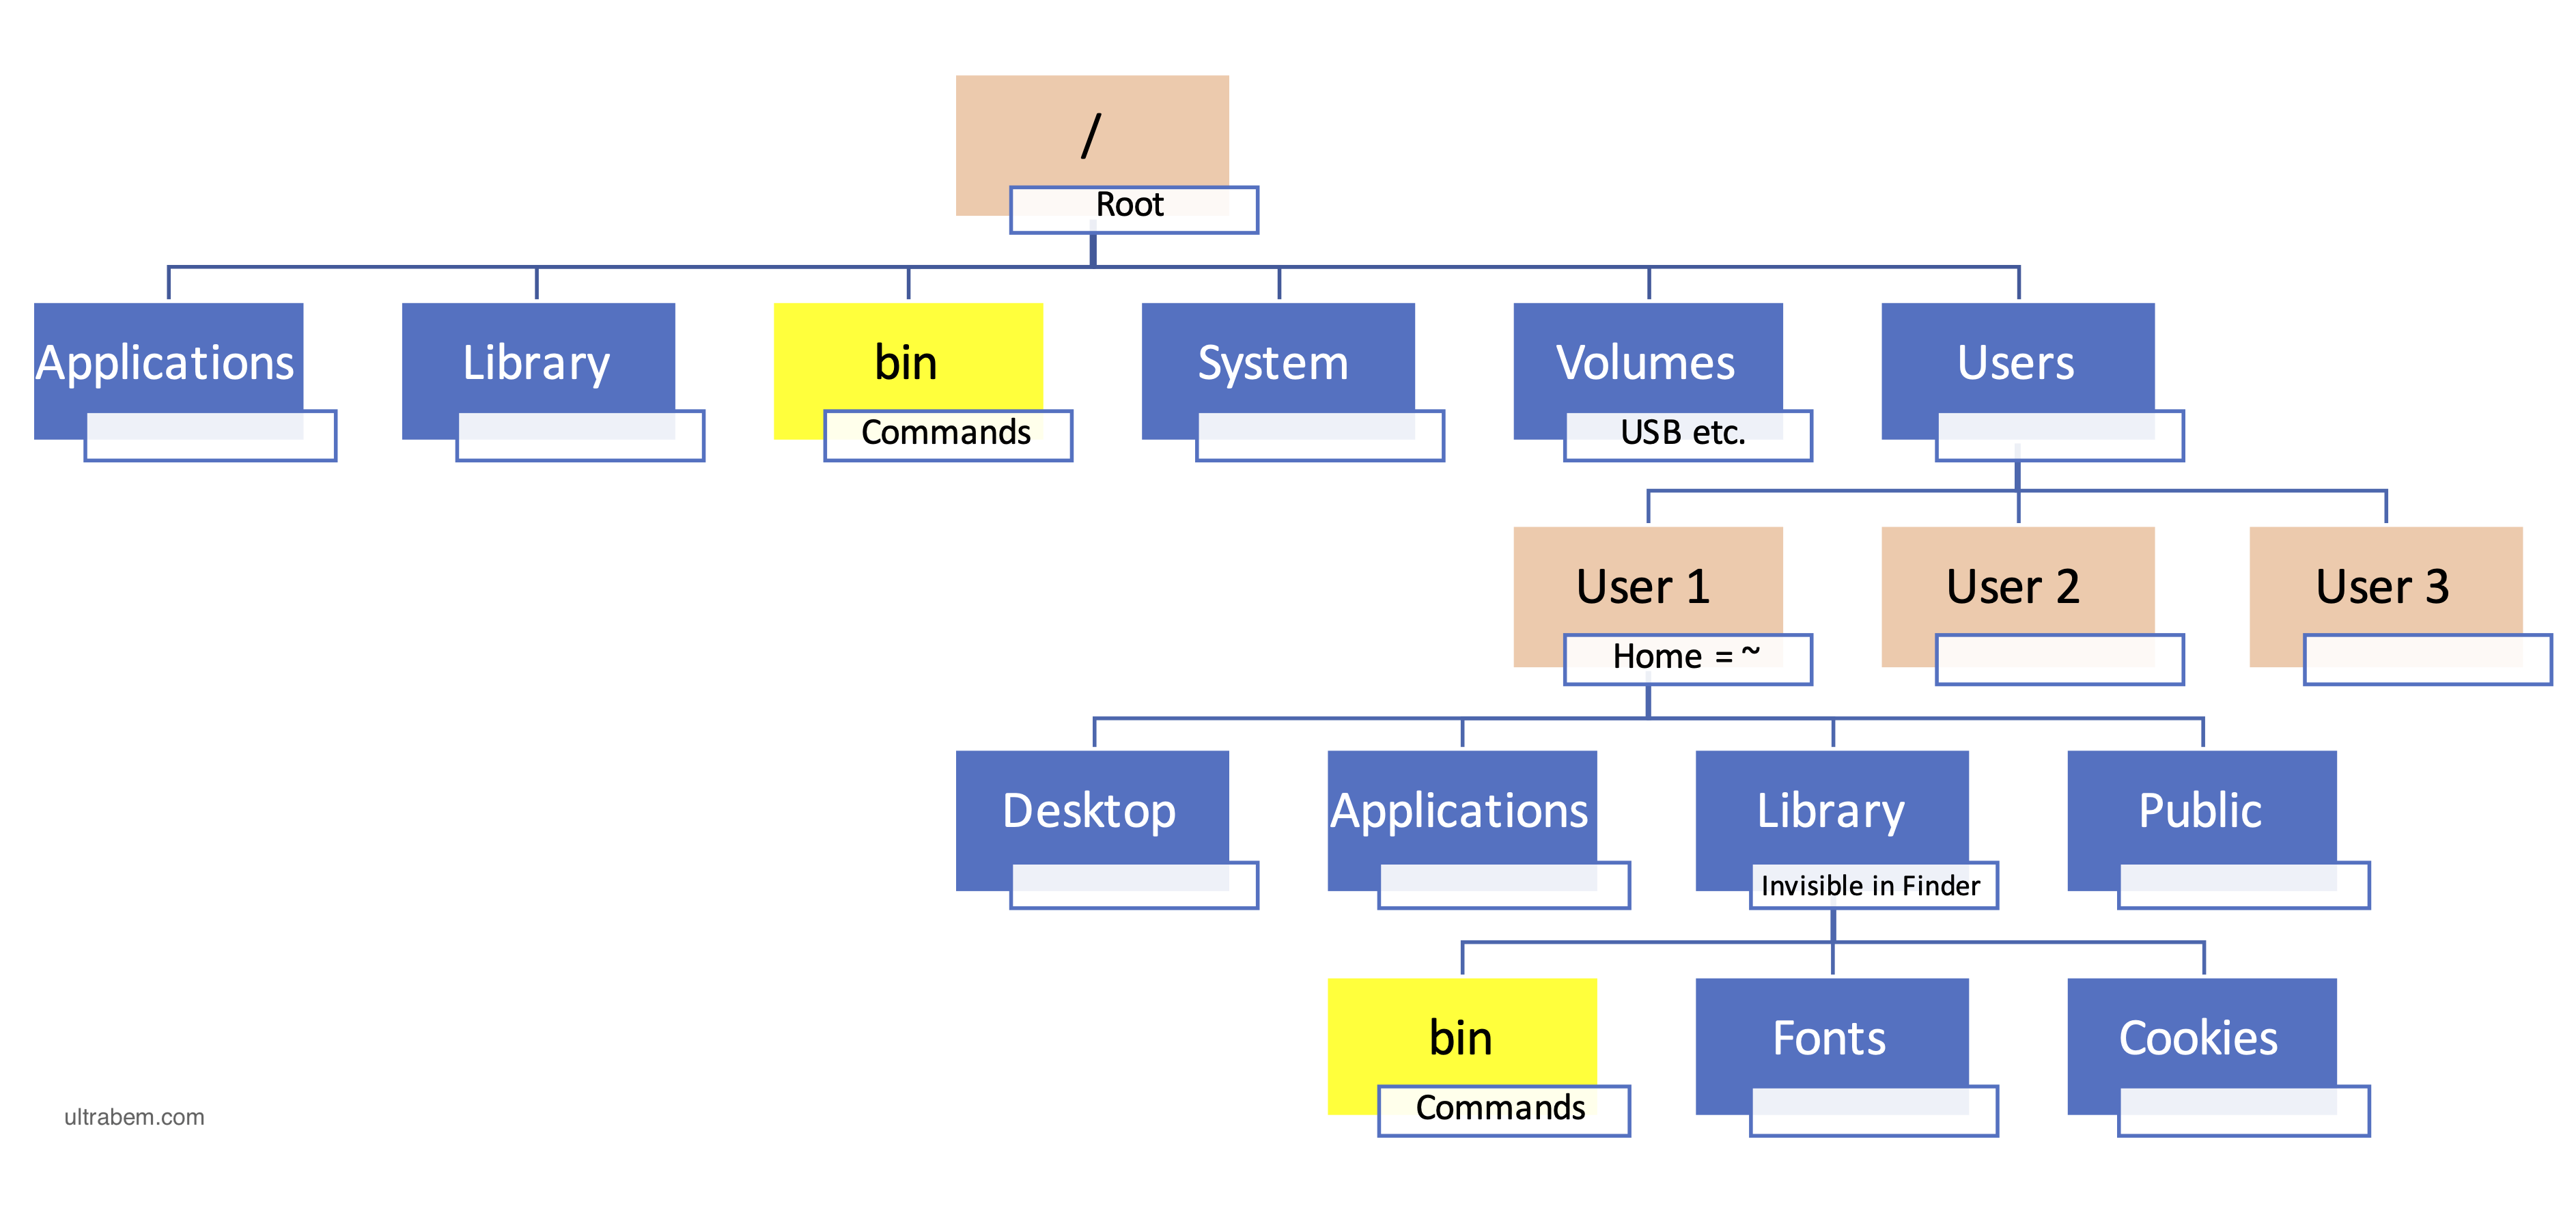 /
Root
Applications
Library
bin
System
Volumes
Users
Commands
USB etc.
User 1
User 2
User 3
Home = ~
Desktop
Applications
Library
Public
Invisible in Finder
bin
Fonts
Cookies
Commands
ultrabem.com